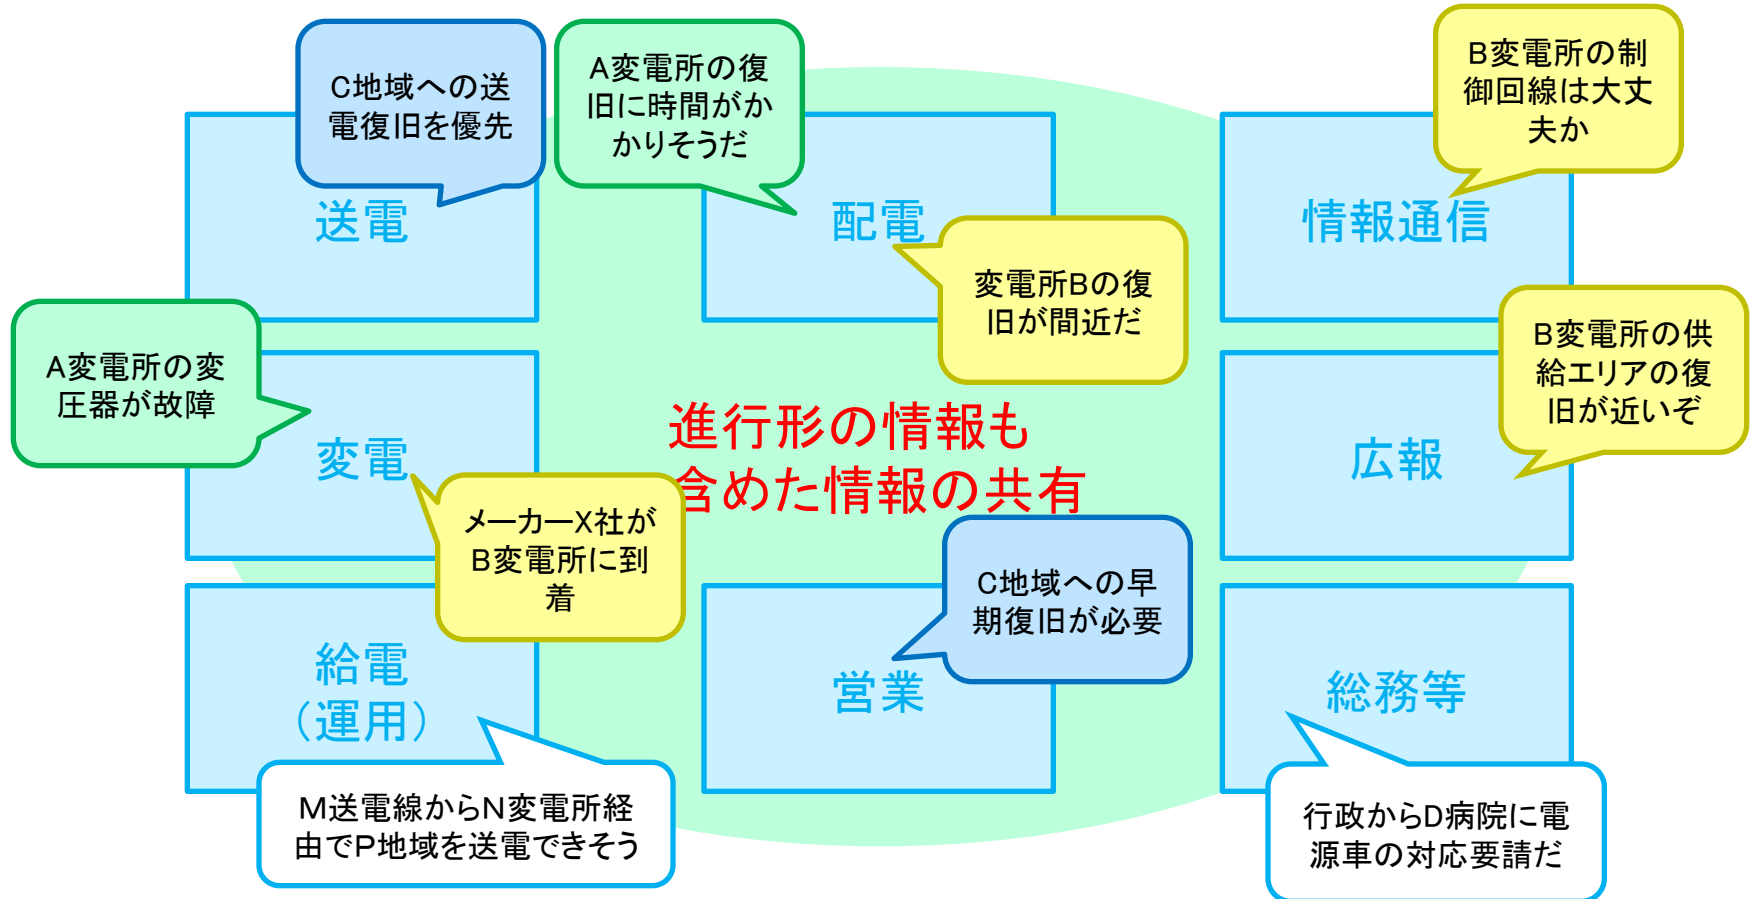 C地域への送
電復旧を優先
送電
A変電所の復
旧に時間がか
かりそうだ
配電
変電所Bの復
旧が間近だ
B変電所の制
御回線は大丈
夫か
情報通信
A変電所の変
圧器が故障
変電
メーカーX社が
B変電所に到
着
進行形の情報も
含めた情報の共有
B変電所の供
給エリアの復
旧が近いぞ
広報
給電
（運用）
M送電線からN変電所経
由でP地域を送電できそう
C地域への早
期復旧が必要
営業
総務等
行政からD病院に電
源車の対応要請だ